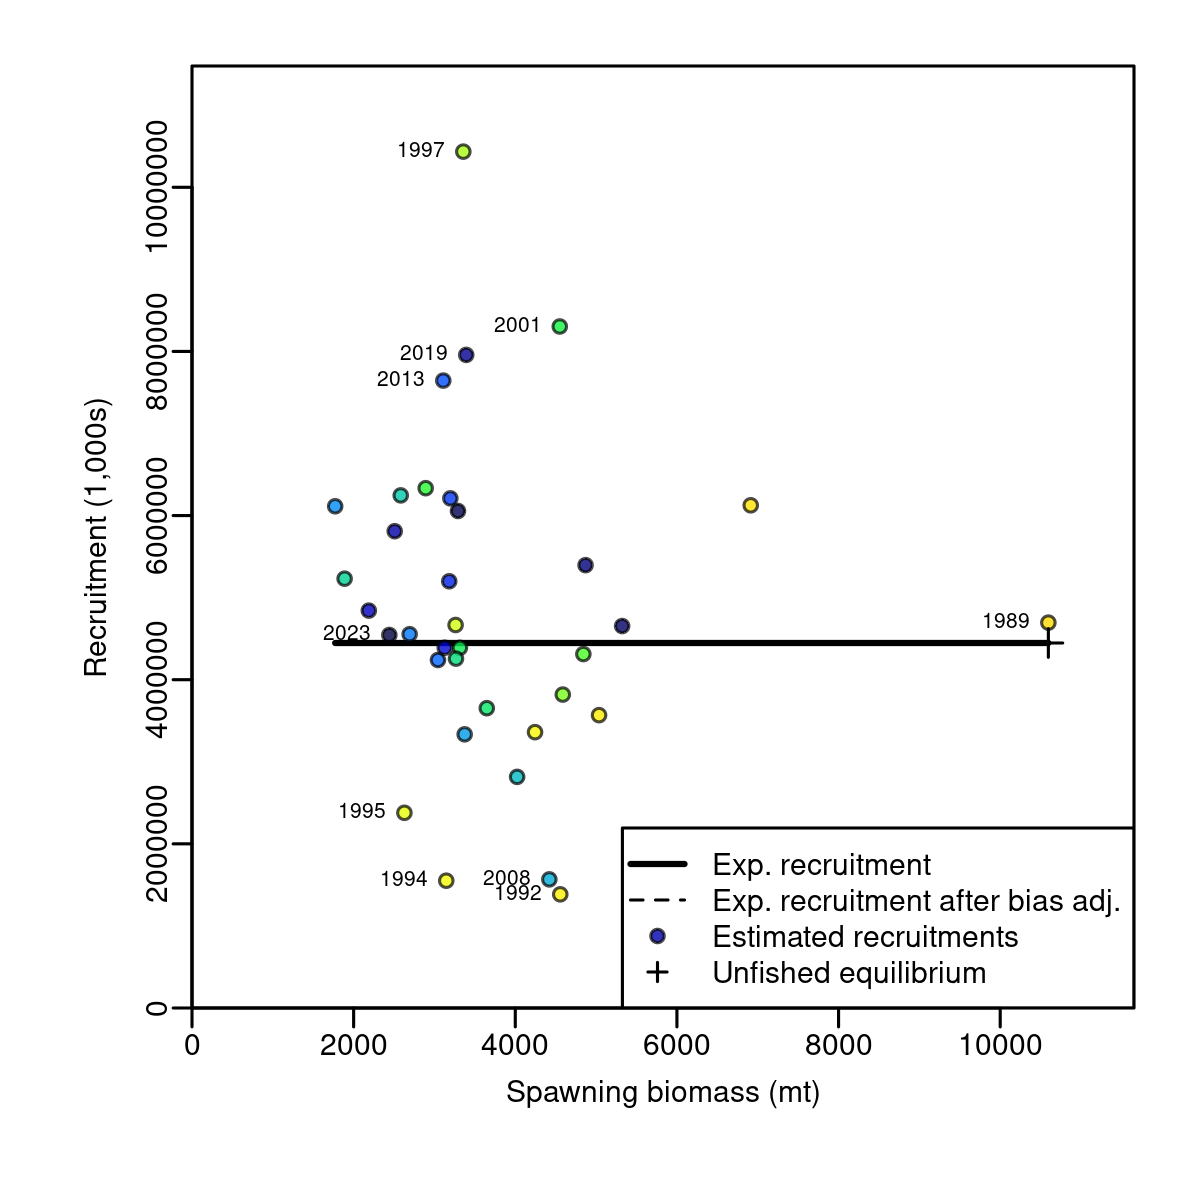 1997
2001
2019
2013
2023
1989
1995
1994
2008
1992
Recruitment (1,000s)
10000000
8000000
6000000
4000000
2000000
0
0 2000 4000 6000 8000 10000
Spawning biomass (mt)
Exp. recruitment
Exp. recruitment after bias adj.
Estimated recruitments
Unfished equilibrium